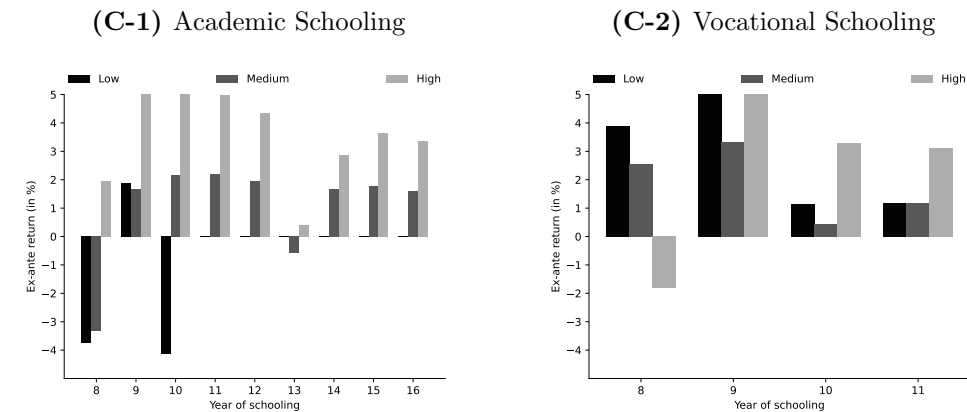 (C-1) Academic Schooling
Low Medium High
Ex-ante return (in %)
5
4
3
2
1
0
−1
−2
−3
−4
8 9 10 11 12 13 14 15 16
Year of schooling
(C-2) Vocational Schooling
Low Medium High
Ex-ante return (in %)
5
4
3
2
1
0
−1
−2
−3
−4
8 9 10 11
Year of schooling